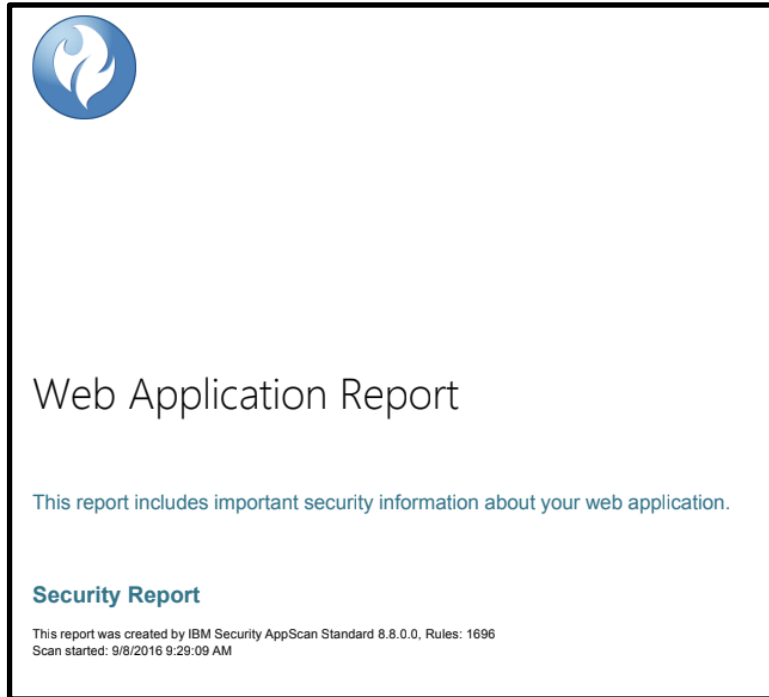 Web Application Report
This report includes important security information about your web application.
Security Report
This report was created by IBM Security AppScan Standard 8.8.0.0, Rules: 1696
Scan started: 9/8/2016 9:29:09 AM